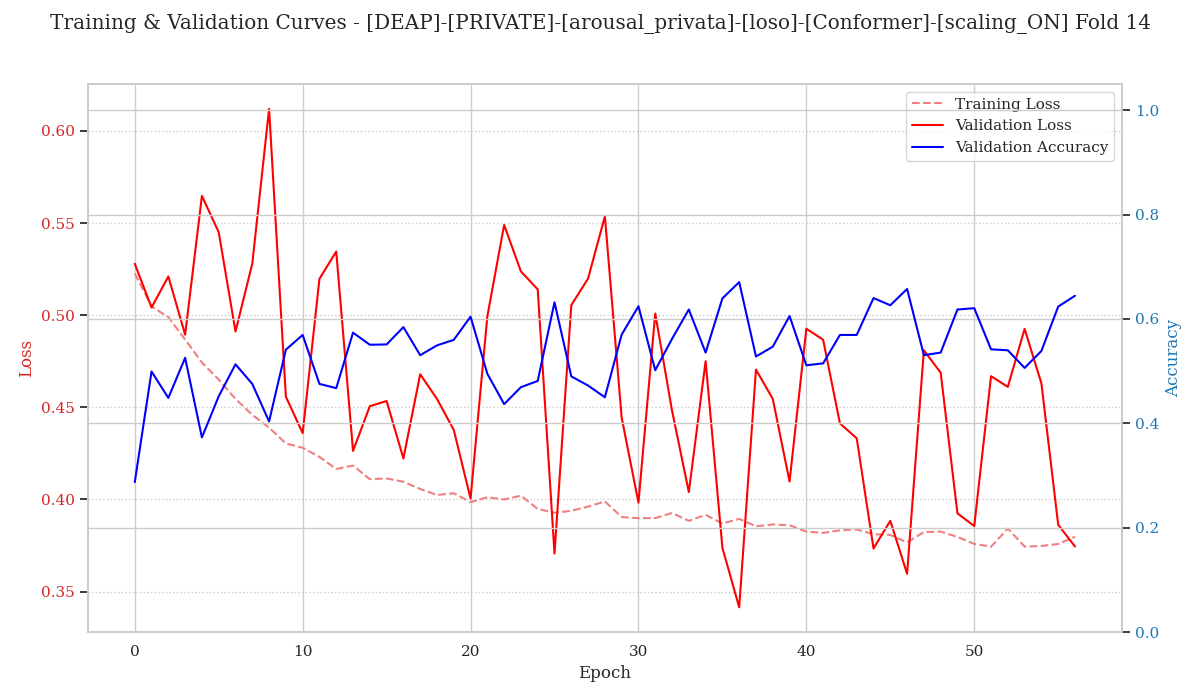 Training & Validation Curves - [DEAP]-[PRIVATE]-[arousal_privata]-[loso]-[Conformer]-[scaling_ON] Fold 14
Training Loss
Validation Loss
Validation Accuracy
Loss
0.60
0.55
0.50
0.45
0.40
0.35
1.0
0.8
0.6
0.4
0.2
0.0
Accuracy
0 10 20 30 40 50
Epoch